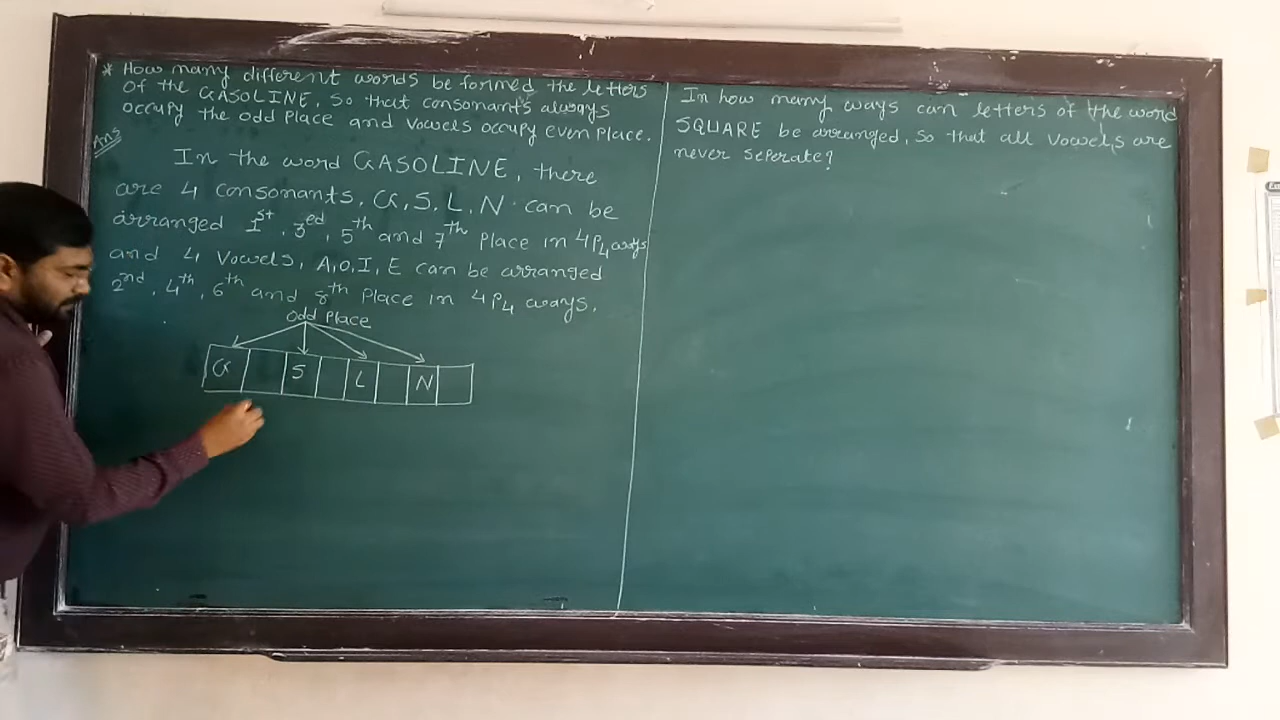 * How many different words be formed the letters
of the GASOLINE, so that consonant's always
occupy the odd place and vowels occupy even place.
Ans
In the word GASOLINE, there
are 4 consonants, G, S, L, N can be
arranged 1st, 3ed, 5th and 7th place in 4P4 ways
and 4 vowels, A, O, I, E can be arranged
2nd, 4th, 6th and 8th place in 4P4 ways.
Odd place
G S L N
In how many ways can letters of the word
SQUARE be arranged, so that all vowels are
never seperate?